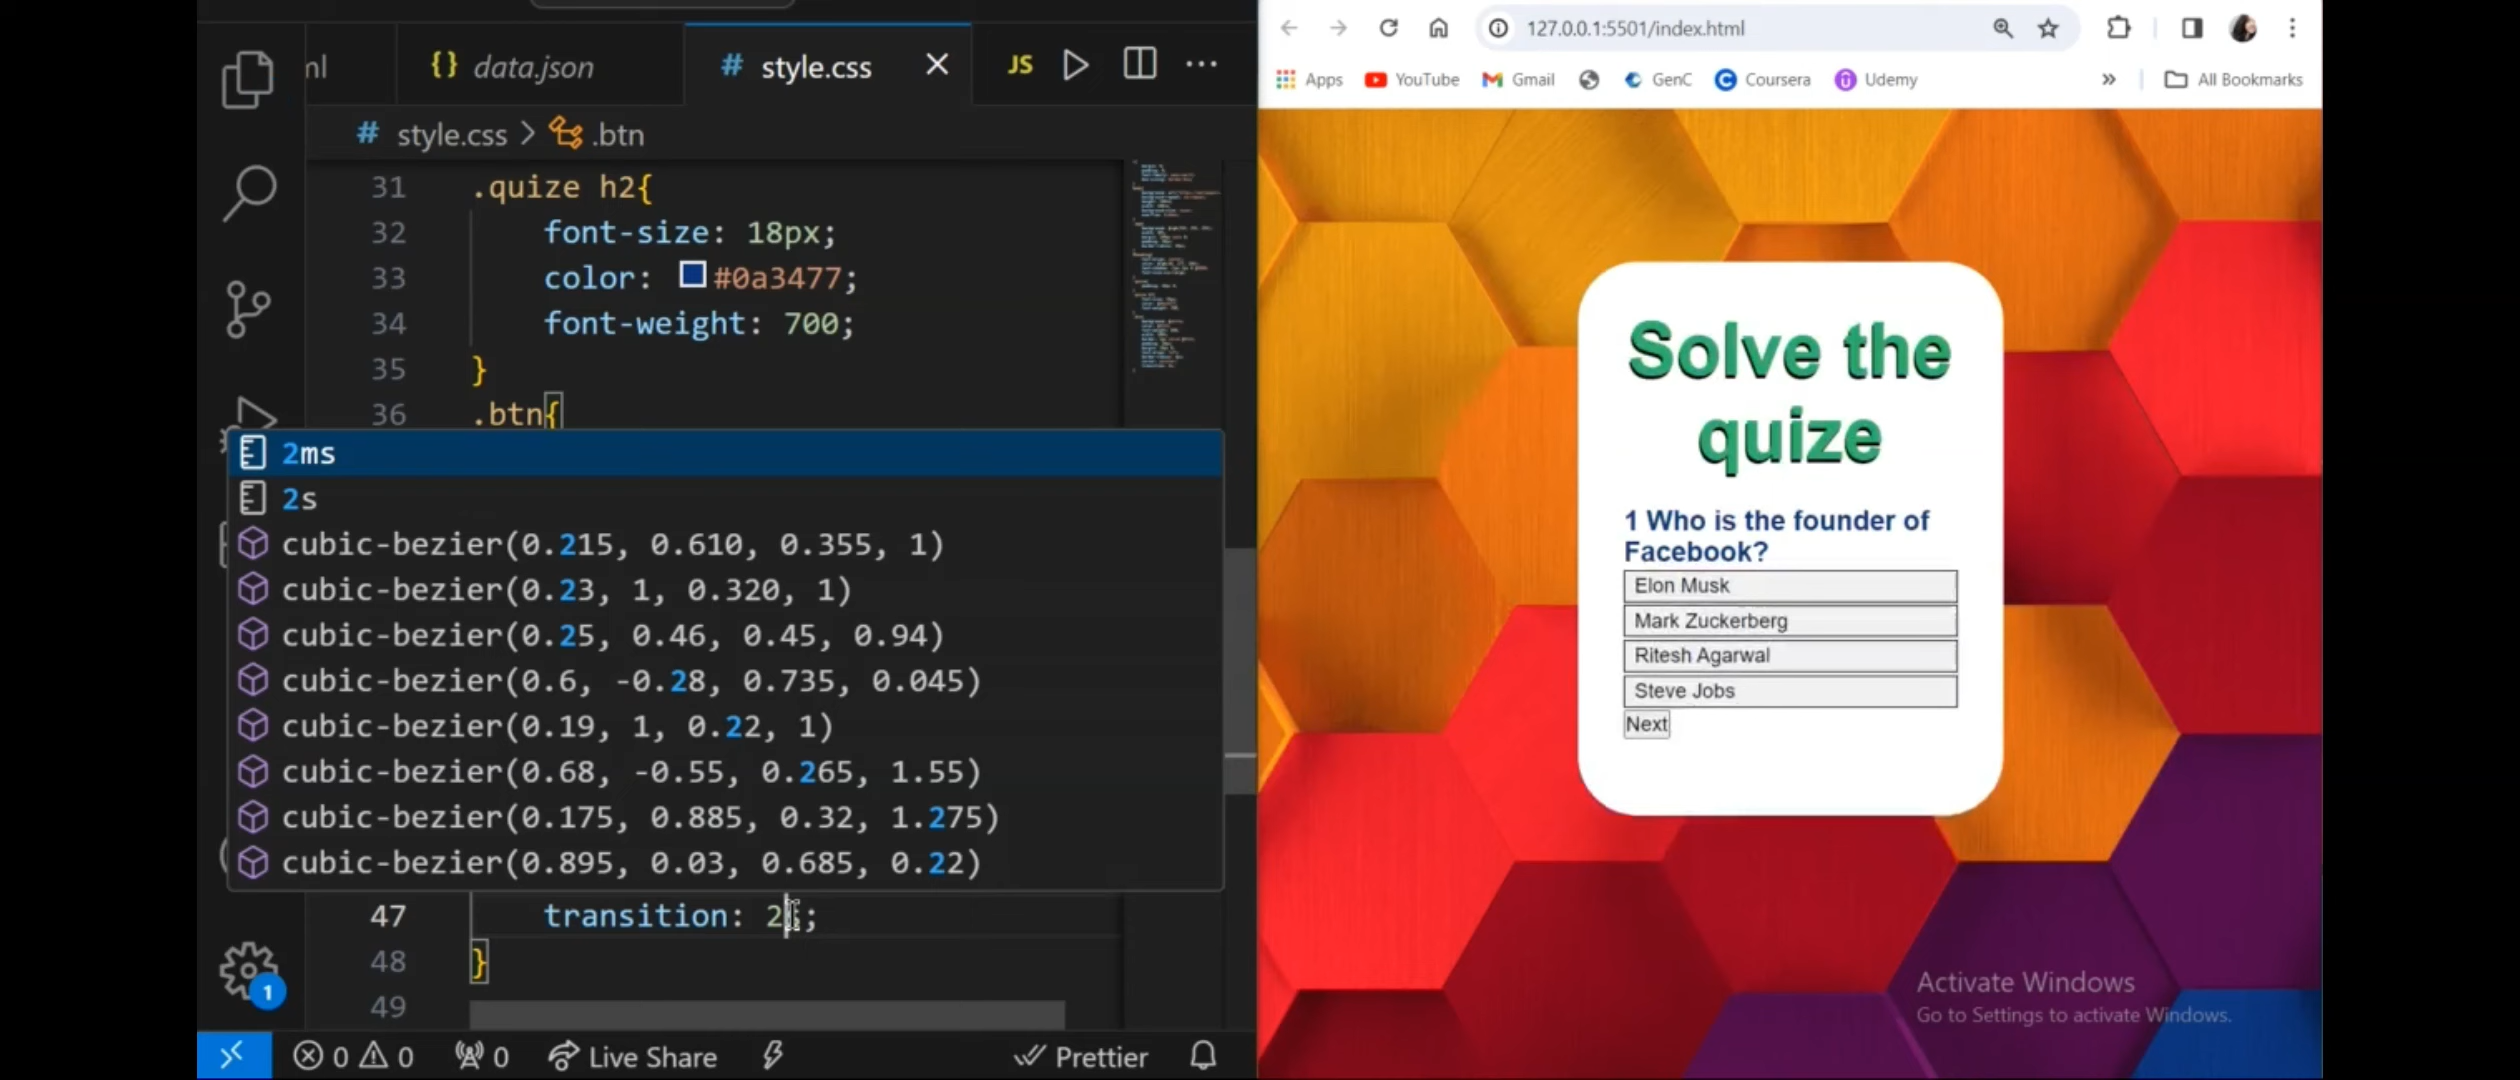 ml
{} data.json
# style.css
JS
# style.css > .btn
31 .quize h2{
32 font-size: 18px;
33 color: #0a3477;
34 font-weight: 700;
35 }
36 .btn{
2ms
2s
cubic-bezier(0.215, 0.610, 0.355, 1)
cubic-bezier(0.23, 1, 0.320, 1)
cubic-bezier(0.25, 0.46, 0.45, 0.94)
cubic-bezier(0.6, -0.28, 0.735, 0.045)
cubic-bezier(0.19, 1, 0.22, 1)
cubic-bezier(0.68, -0.55, 0.265, 1.55)
cubic-bezier(0.175, 0.885, 0.32, 1.275)
cubic-bezier(0.895, 0.03, 0.685, 0.22)
47 transition: 2s;
48 }
49
1
0 0 0 Live Share Prettier
127.0.0.1:5501/index.html
Apps YouTube Gmail GenC Coursera Udemy » All Bookmarks
Solve the
quize
1 Who is the founder of
Facebook?
Elon Musk
Mark Zuckerberg
Ritesh Agarwal
Steve Jobs
Next
Activate Windows
Go to Settings to activate Windows.